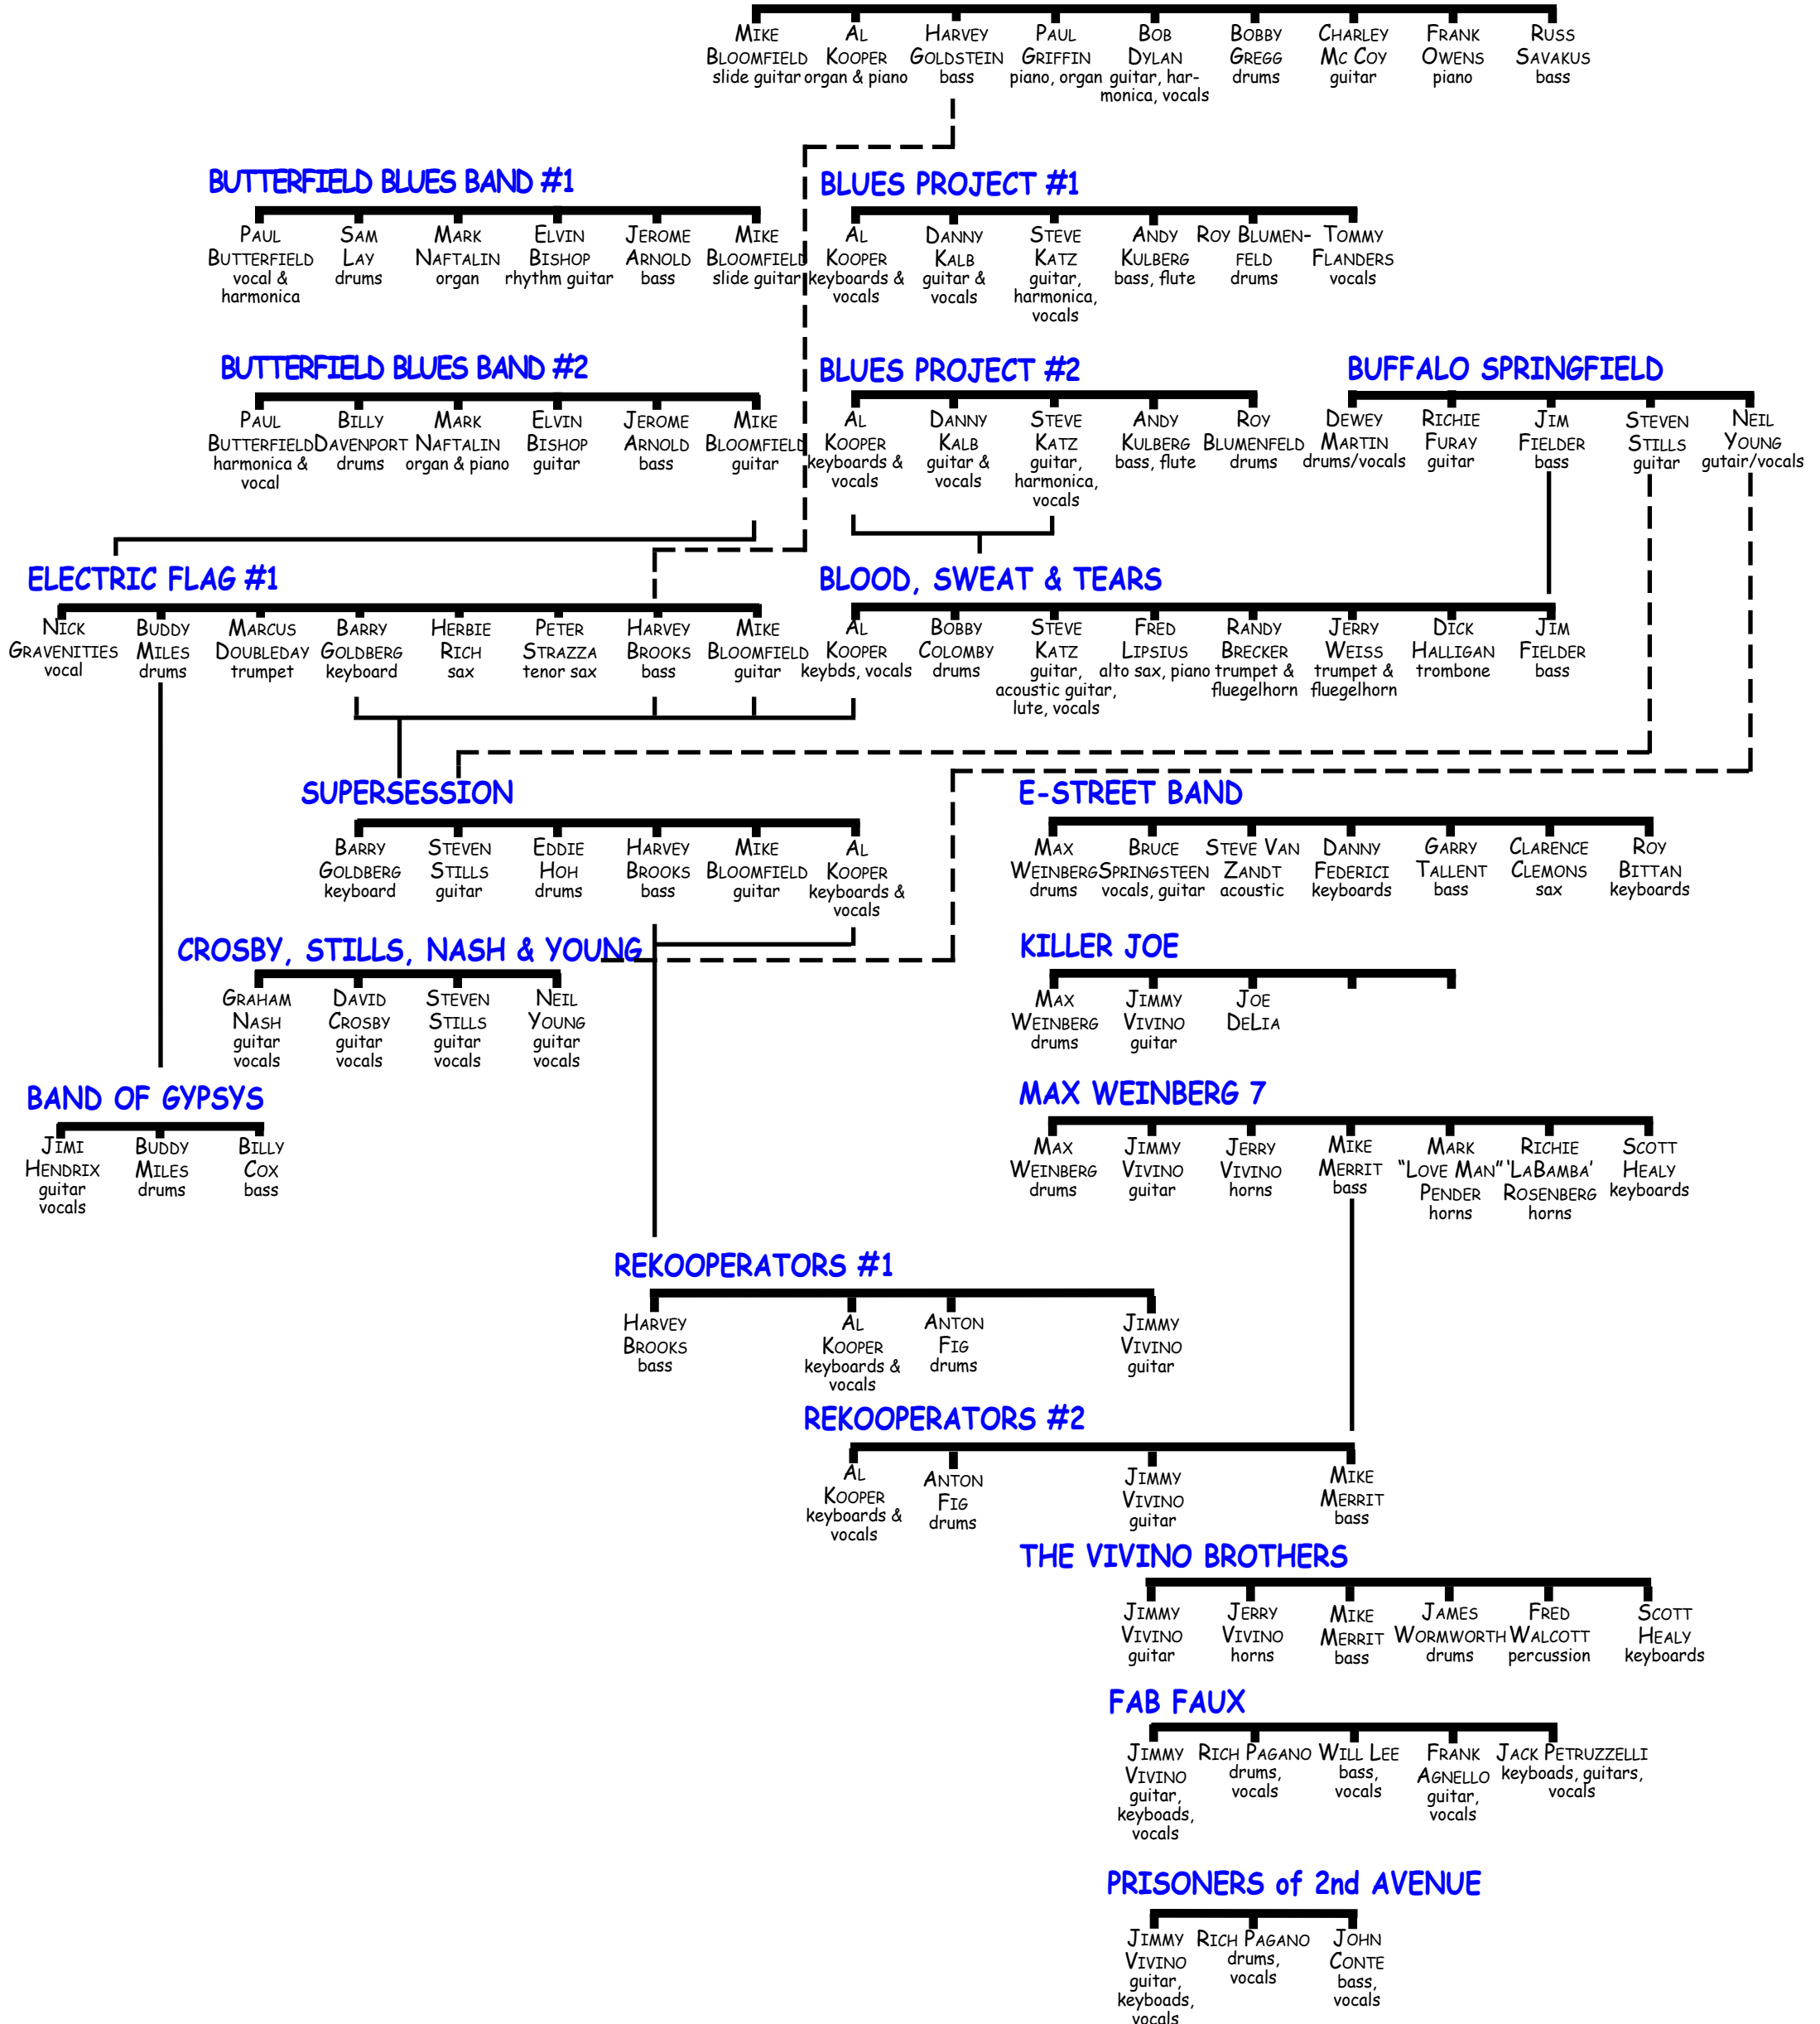 MIKE AL HARVEY PAUL BOB BOBBY CHARLEY FRANK RUSS
BLOOMFIELD KOOPER GOLDSTEIN GRIFFIN DYLAN GREGG MC COY OWENS SAVAKUS
slide guitar organ & piano bass piano, organ guitar, har- drums guitar piano bass
monica, vocals
BUTTERFIELD BLUES BAND #1 BLUES PROJECT #1
PAUL SAM MARK ELVIN JEROME MIKE AL DANNY STEVE ANDY ROY BLUMEN- TOMMY
BUTTERFIELD LAY NAFTALIN BISHOP ARNOLD BLOOMFIELD KOOPER KALB KATZ KULBERG FELD FLANDERS
vocal & drums organ rhythm guitar bass slide guitar keyboards & guitar & guitar, bass, flute drums vocals
harmonica vocals vocals harmonica,
vocals
BUTTERFIELD BLUES BAND #2 BLUES PROJECT #2 BUFFALO SPRINGFIELD
PAUL BILLY MARK ELVIN JEROME MIKE AL DANNY STEVE ANDY ROY DEWEY RICHIE JIM STEVEN NEIL
BUTTERFIELD DAVENPORT NAFTALIN BISHOP ARNOLD BLOOMFIELD KOOPER KALB KATZ KULBERG BLUMENFELD MARTIN FURAY FIELDER STILLS YOUNG
harmonica & drums organ & piano guitar bass guitar keyboards & guitar & guitar, bass, flute drums drums/vocals guitar bass guitar gutair/vocals
vocal vocals vocals harmonica,
vocals
ELECTRIC FLAG #1 BLOOD, SWEAT & TEARS
NICK BUDDY MARCUS BARRY HERBIE PETER HARVEY MIKE AL BOBBY STEVE FRED RANDY JERRY DICK JIM
GRAVENITIES MILES DOUBLEDAY GOLDBERG RICH STRAZZA BROOKS BLOOMFIELD KOOPER COLOMBY KATZ LIPSIUS BRECKER WEISS HALLIGAN FIELDER
vocal drums trumpet keyboard sax tenor sax bass guitar keybds, vocals drums guitar, alto sax, piano trumpet & trumpet & trombone bass
acoustic guitar, fluegelhorn fluegelhorn
lute, vocals
SUPERSESSION E-STREET BAND
BARRY STEVEN EDDIE HARVEY MIKE AL MAX BRUCE STEVE VAN DANNY GARRY CLARENCE ROY
GOLDBERG STILLS HOH BROOKS BLOOMFIELD KOOPER WEINBERG SPRINGSTEEN ZANDT FEDERICI TALLENT CLEMONS BITTAN
keyboard guitar drums bass guitar keyboards & drums vocals, guitar acoustic keyboards bass sax keyboards
vocals
CROSBY, STILLS, NASH & YOUNG KILLER JOE
GRAHAM DAVID STEVEN NEIL MAX JIMMY JOE
NASH CROSBY STILLS YOUNG WEINBERG VIVINO DELIA
guitar guitar guitar guitar drums guitar
vocals vocals vocals vocals
BAND OF GYPSYS MAX WEINBERG 7
JIMI BUDDY BILLY MAX JIMMY JERRY MIKE MARK RICHIE SCOTT
HENDRIX MILES COX WEINBERG VIVINO VIVINO MERRIT "LOVE MAN" 'LABAMBA' HEALY
guitar drums bass drums guitar horns bass PENDER ROSENBERG keyboards
vocals horns horns
REKOOPERATORS #1
HARVEY AL ANTON JIMMY
BROOKS KOOPER FIG VIVINO
bass keyboards & drums guitar
vocals
REKOOPERATORS #2
AL ANTON JIMMY MIKE
KOOPER FIG VIVINO MERRIT
keyboards & drums guitar bass
vocals
THE VIVINO BROTHERS
JIMMY JERRY MIKE JAMES FRED SCOTT
VIVINO VIVINO MERRIT WORMWORTH WALCOTT HEALY
guitar horns bass drums percussion keyboards
FAB FAUX
JIMMY RICH PAGANO WILL LEE FRANK JACK PETRUZZELLI
VIVINO drums, bass, AGNELLO keyboads, guitars,
guitar, vocals vocals guitar, vocals
keyboads, vocals
vocals
PRISONERS of 2nd AVENUE
JIMMY RICH PAGANO JOHN
VIVINO drums, CONTE
guitar, vocals bass,
keyboads, vocals
vocals